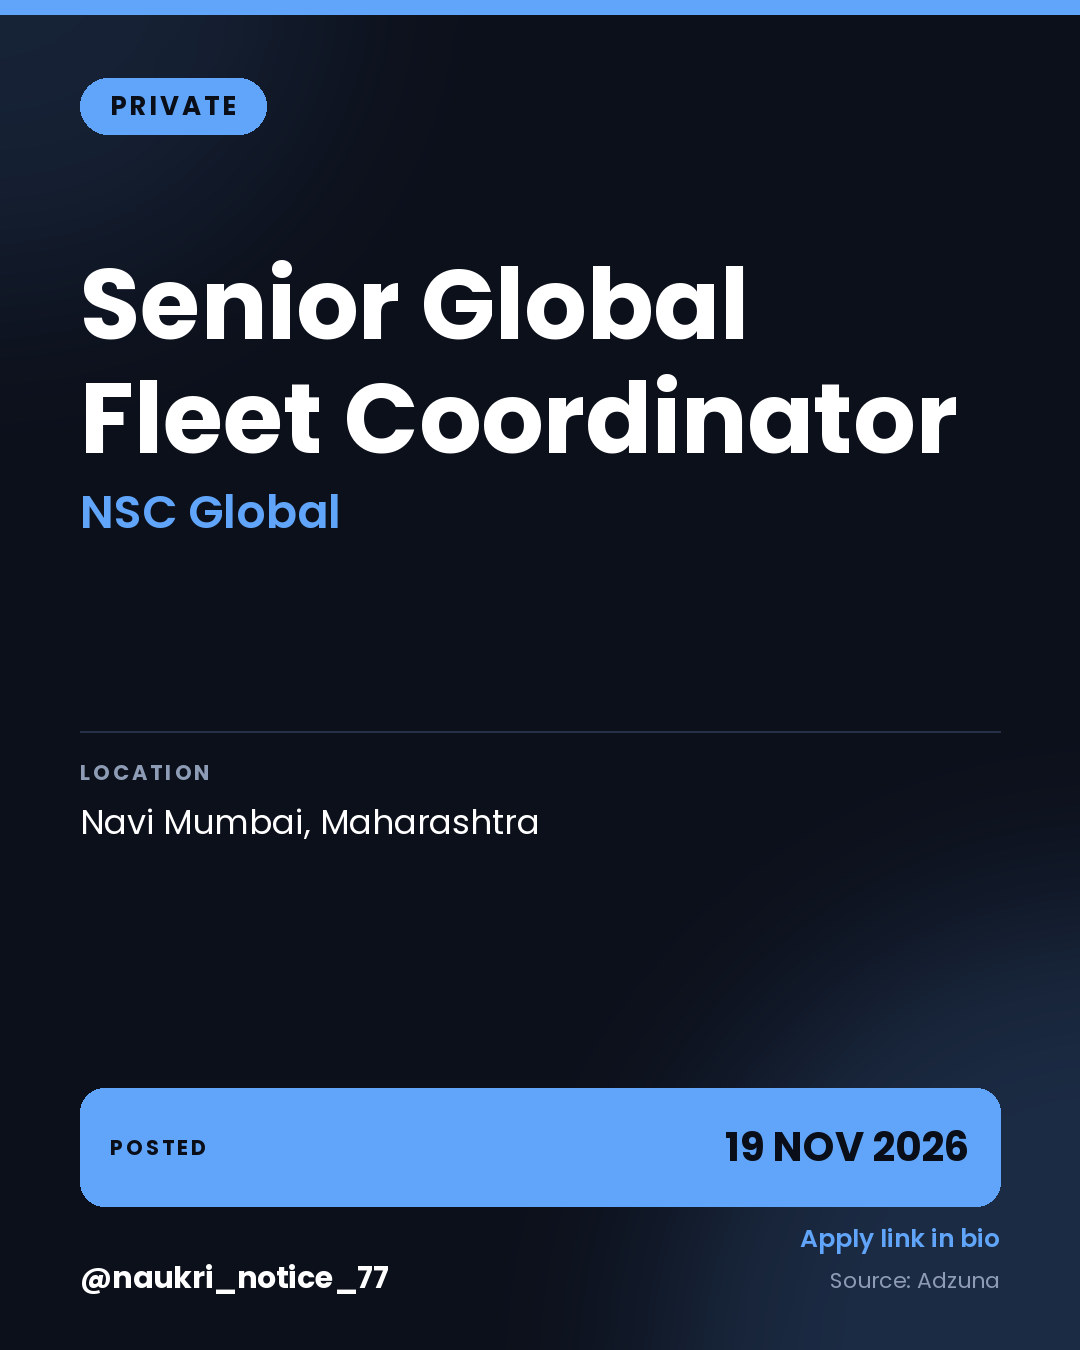 PRIVATE
Senior Global
Fleet Coordinator
NSC Global
LOCATION
Navi Mumbai, Maharashtra
POSTED
19 NOV 2026
Apply link in bio
@naukri_notice_77
Source: Adzuna